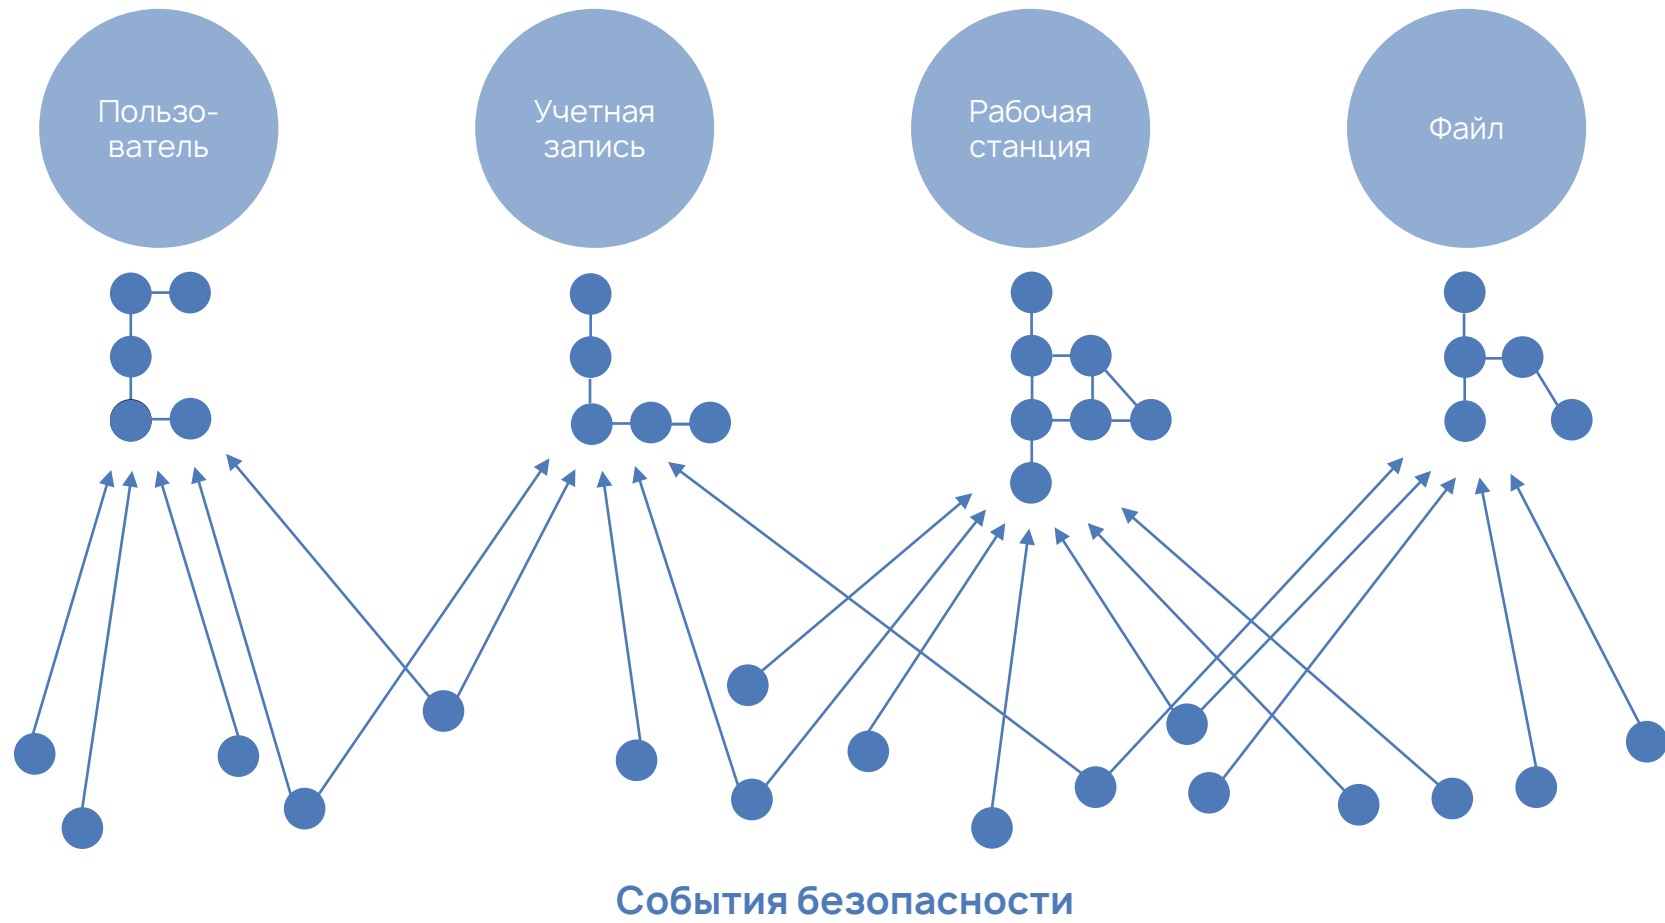 Пользо-
ватель
Учетная
запись
Рабочая
станция
Файл
События безопасности